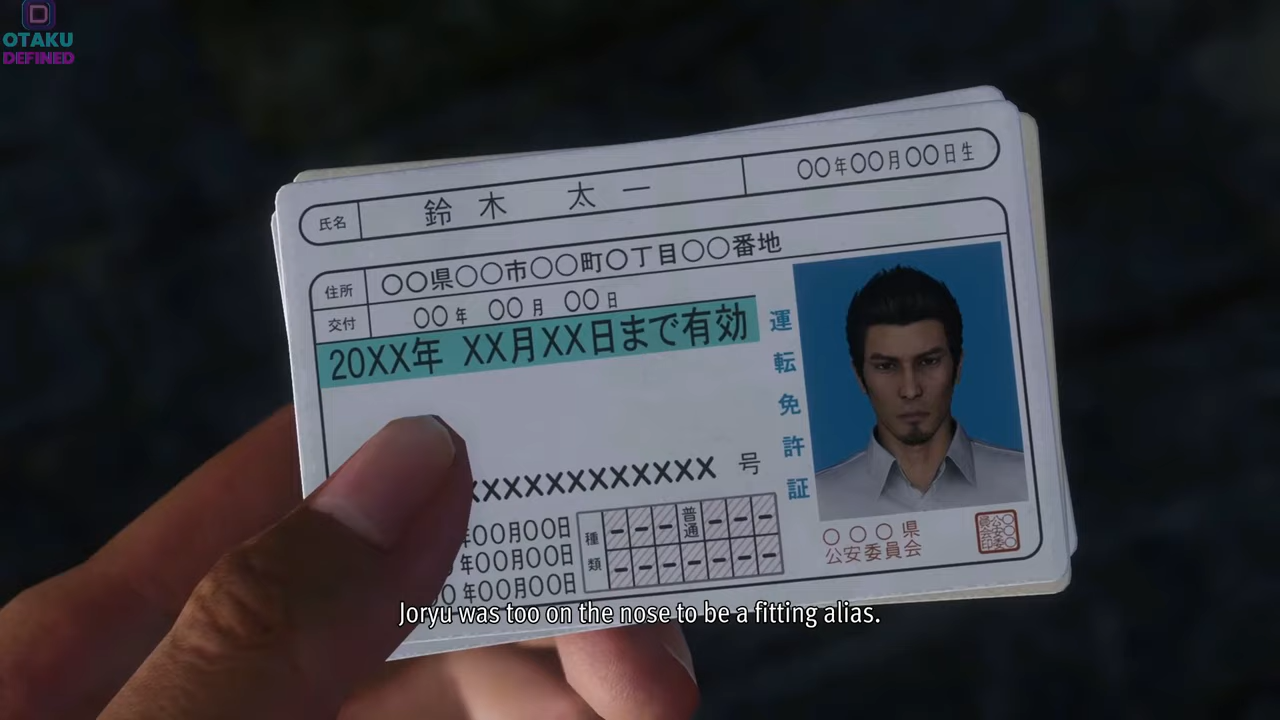 OTAKU
DEFINED
氏名 鈴木 太一 〇〇年〇〇月〇〇日生
住所 〇〇県〇〇市〇〇町〇丁目〇〇番地
交付 〇〇年 〇〇月 〇〇日
20XX年 XX月XX日まで有効
運転免許証
XXXXXXXXXXXX 号
年〇〇月〇〇日
年〇〇月〇〇日
〇年〇〇月〇〇日
種類 普通
〇〇〇県
公安委員会
Joryu was too on the nose to be a fitting alias.